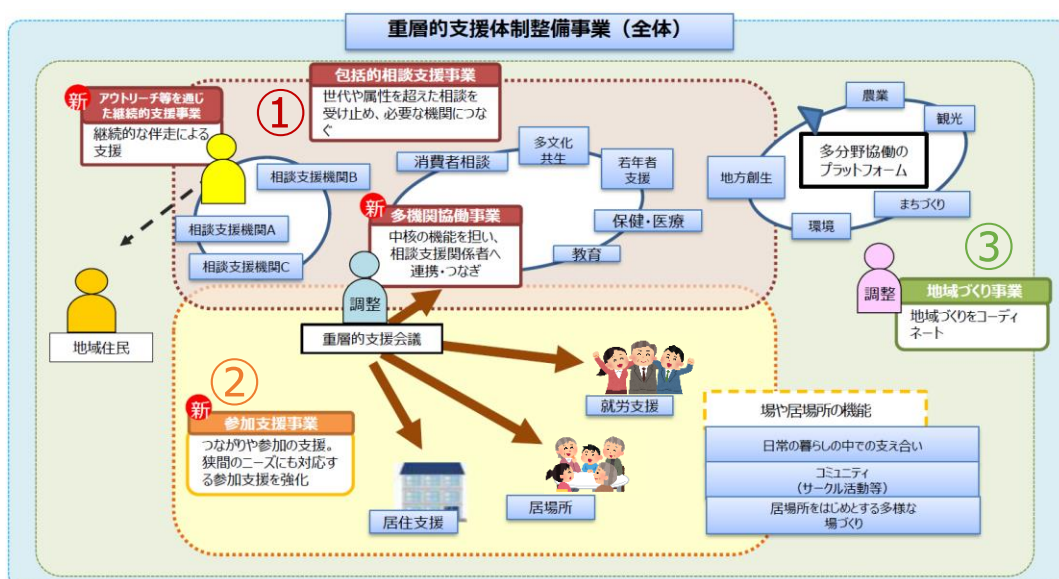 重層的支援体制整備事業（全体）
新
アウトリーチ等を通じ
た継続的支援事業
継続的な伴走による
支援
①
包括的相談支援事業
世代や属性を超えた相談を
受け止め、必要な機関につな
ぐ
相談支援機関B
相談支援機関A
相談支援機関C
消費者相談
多文化
共生
若年者
支援
保健・医療
教育
新
多機関協働事業
中核の機能を担い、
相談支援関係者へ
連携・つなぎ
農業
観光
多分野協働の
プラットフォーム
地方創生
まちづくり
環境
③
調整
地域づくり事業
地域づくりをコーディ
ネート
地域住民
調整
重層的支援会議
②
新
参加支援事業
つながりや参加の支援。
狭間のニーズにも対応す
る参加支援を強化
就労支援
居場所
居住支援
場や居場所の機能
日常の暮らしの中での支え合い
コミュニティ
（サークル活動等）
居場所をはじめとする多様な
場づくり